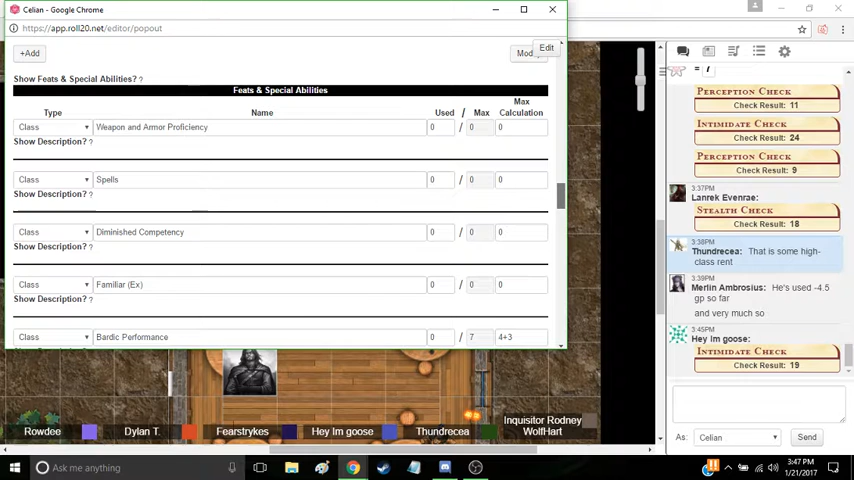 Celian - Google Chrome
https://app.roll20.net/editor/popout
+Add
Edit
Show Feats & Special Abilities? ?
Feats & Special Abilities
Type Name Used / Max Max Calculation
Class Weapon and Armor Proficiency 0 / 0 0
Show Description? ?
Class Spells 0 / 0 0
Show Description? ?
Class Diminished Competency 0 / 0 0
Show Description? ?
Class Familiar (Ex) 0 / 0 0
Show Description? ?
Class Bardic Performance 0 / 7 4+3
Rowdee
Dylan T.
Fearstrykes
Hey Im goose
Thundrecea
Inquisitor Rodney
WolfHart
PERCEPTION CHECK
Check Result: 11
INTIMIDATE CHECK
Check Result: 24
PERCEPTION CHECK
Check Result: 9
3:37PM
Lanrek Evenrae:
STEALTH CHECK
Check Result: 18
3:38PM
Thundrecea: That is some high-
class rent
3:39PM
Merlin Ambrosius: He's used -4.5
gp so far
and very much so
3:45PM
Hey Im goose:
INTIMIDATE CHECK
Check Result: 19
As: Celian Send
Ask me anything
3:47 PM
1/21/2017